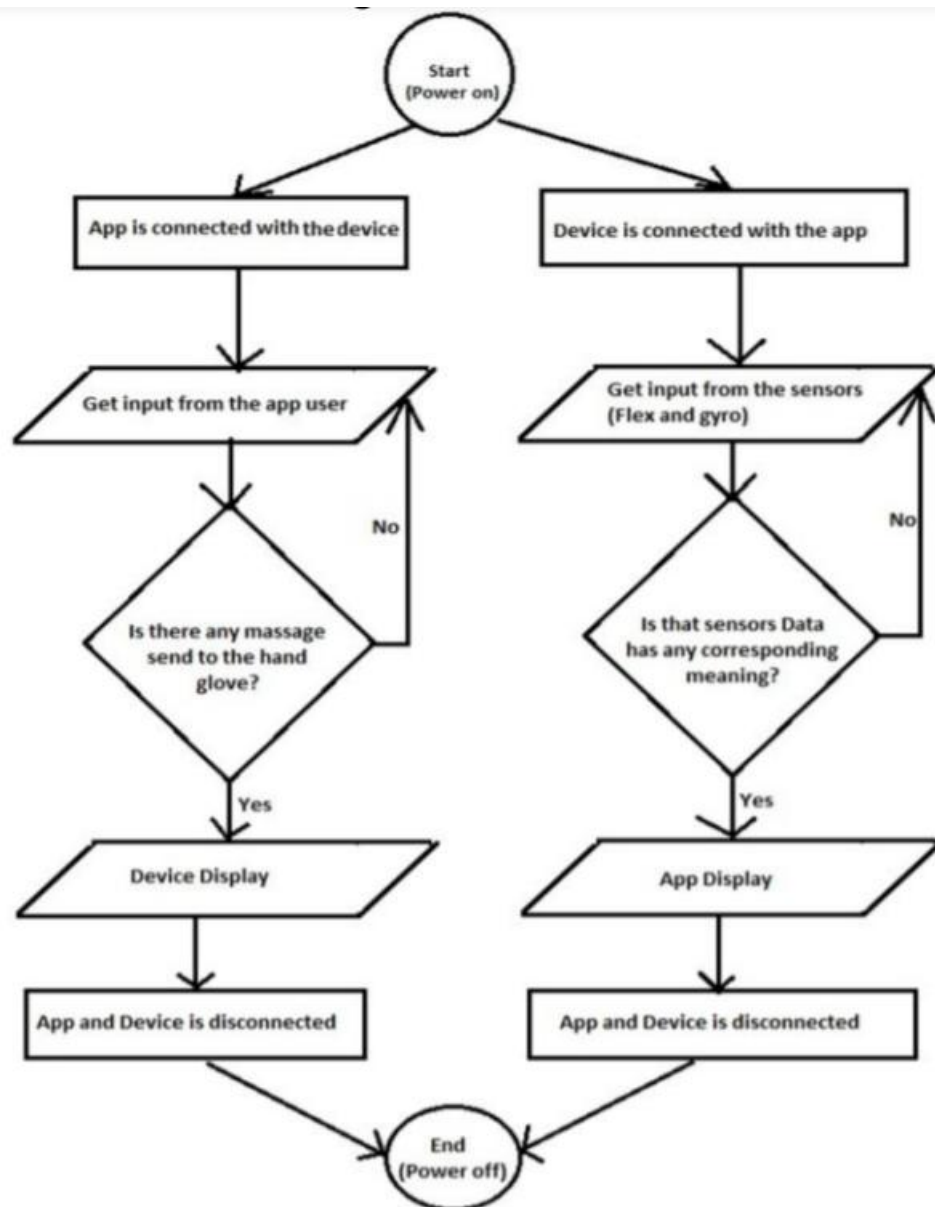 Start
(Power on)
App is connected with the device
Device is connected with the app
Get input from the app user
Get input from the sensors
(Flex and gyro)
No
No
Is there any massage
send to the hand
glove?
Is that sensors Data
has any corresponding
meaning?
Yes
Yes
Device Display
App Display
App and Device is disconnected
App and Device is disconnected
End
(Power off)